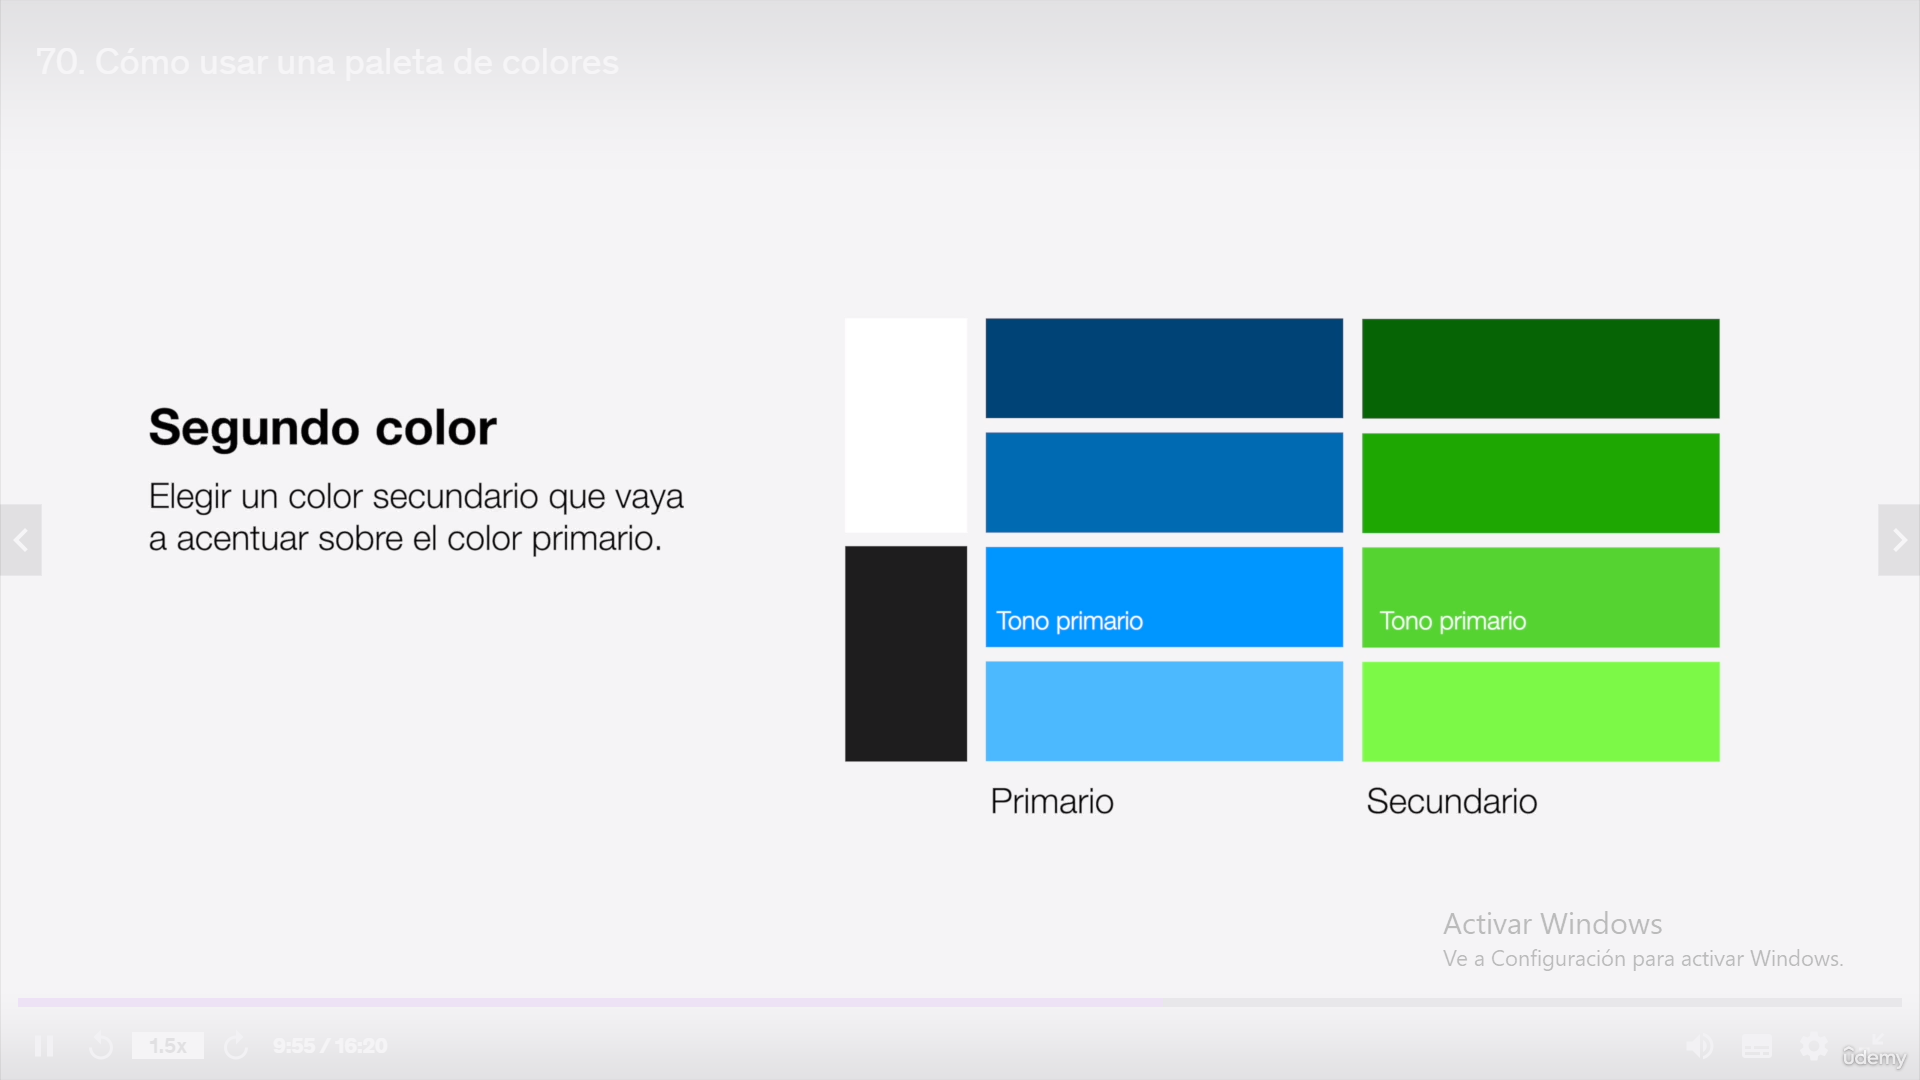 70. Cómo usar una paleta de colores
Segundo color
Elegir un color secundario que vaya
a acentuar sobre el color primario.
Tono primario
Tono primario
Primario
Secundario
Activar Windows
Ve a Configuración para activar Windows.
1.5x
9:55 / 16:20
ûdemy